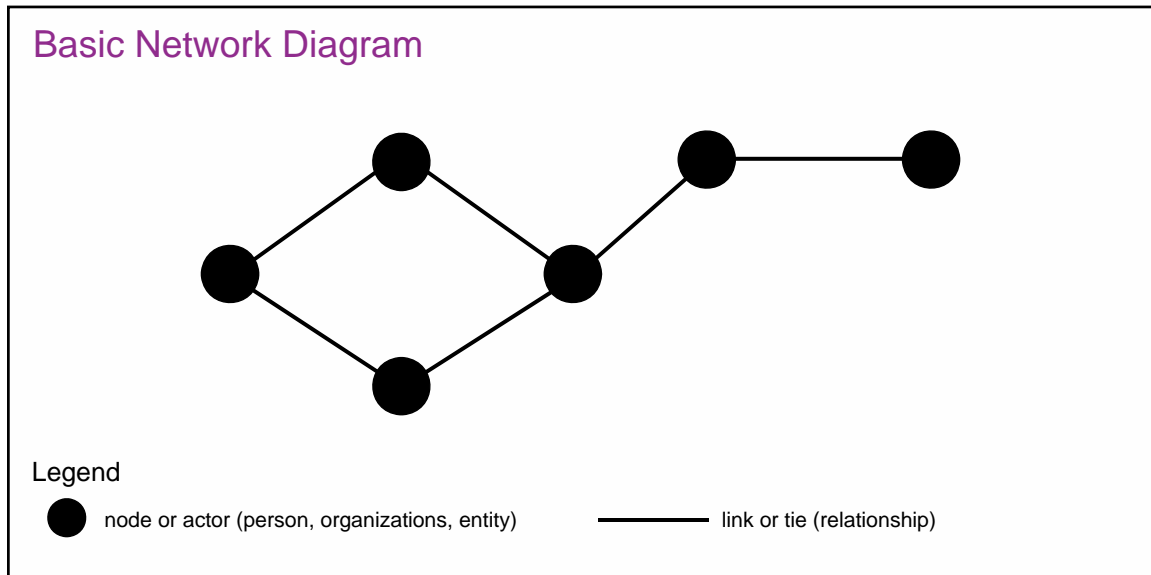 Basic Network Diagram
Legend
node or actor (person, organizations, entity)
link or tie (relationship)